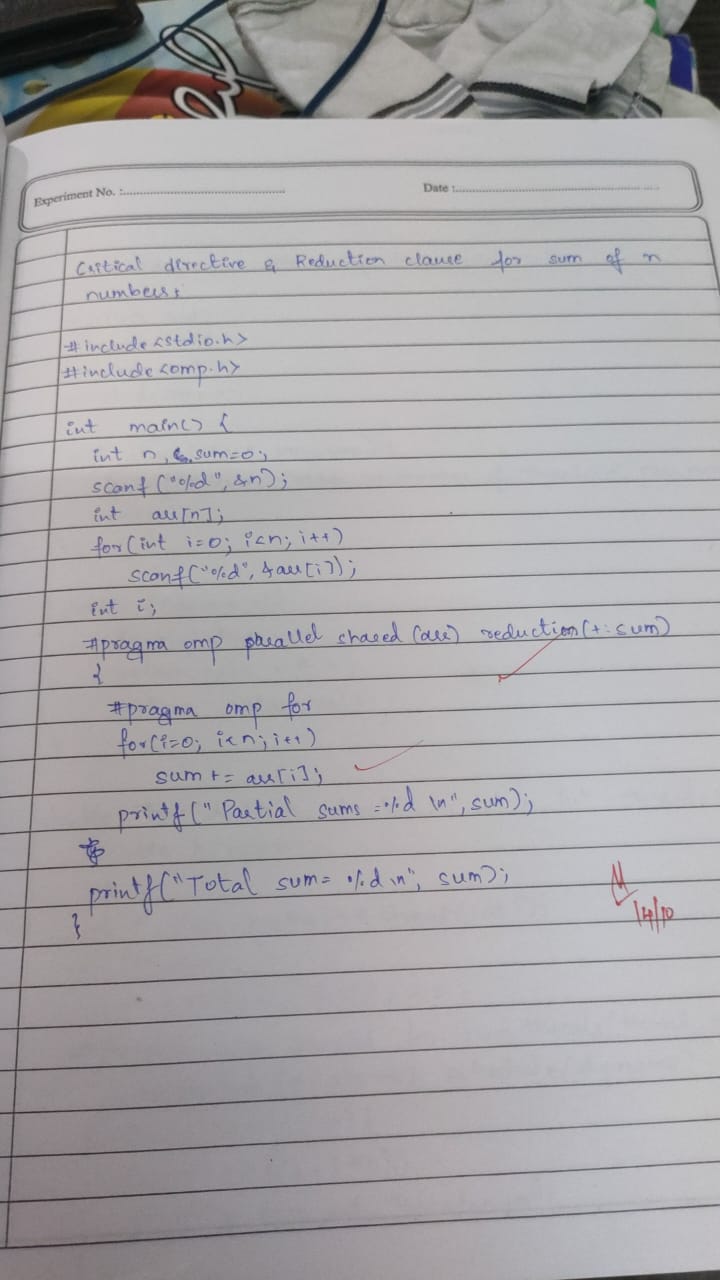 Experiment No. :
Date :
Critical directive & Reduction clause for sum of n
numbers:
#include <stdio.h>
#include <omp.h>
int main() {
int n, sum=0;
scanf ("%d", &n);
int arr[n];
for(int i=0; i<n; i++)
scanf("%d", &arr[i]);
int i;
#pragma omp parallel shared (arr) reduction(+: sum)
{
#pragma omp for
for(i=0; i<n; i++)
sum += arr[i];
printf (" Partial sums =%d \n", sum);
}
printf("Total sum= %d \n", sum);
}
14/10